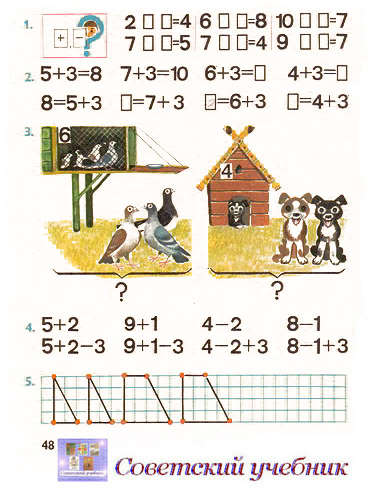 1. + - ? 2 □ □=4 6 □ □=8 10 □ □=7
7 □ □=5 7 □ □=4 9 □ □=7
2. 5+3=8 7+3=10 6+3=□ 4+3=□
8=5+3 □=7+3 □=6+3 □=4+3
3. 6 4
? ?
4. 5+2 9+1 4-2 8-1
5+2-3 9+1-3 4-2+3 8-1+3
5.
48
Советский учебник